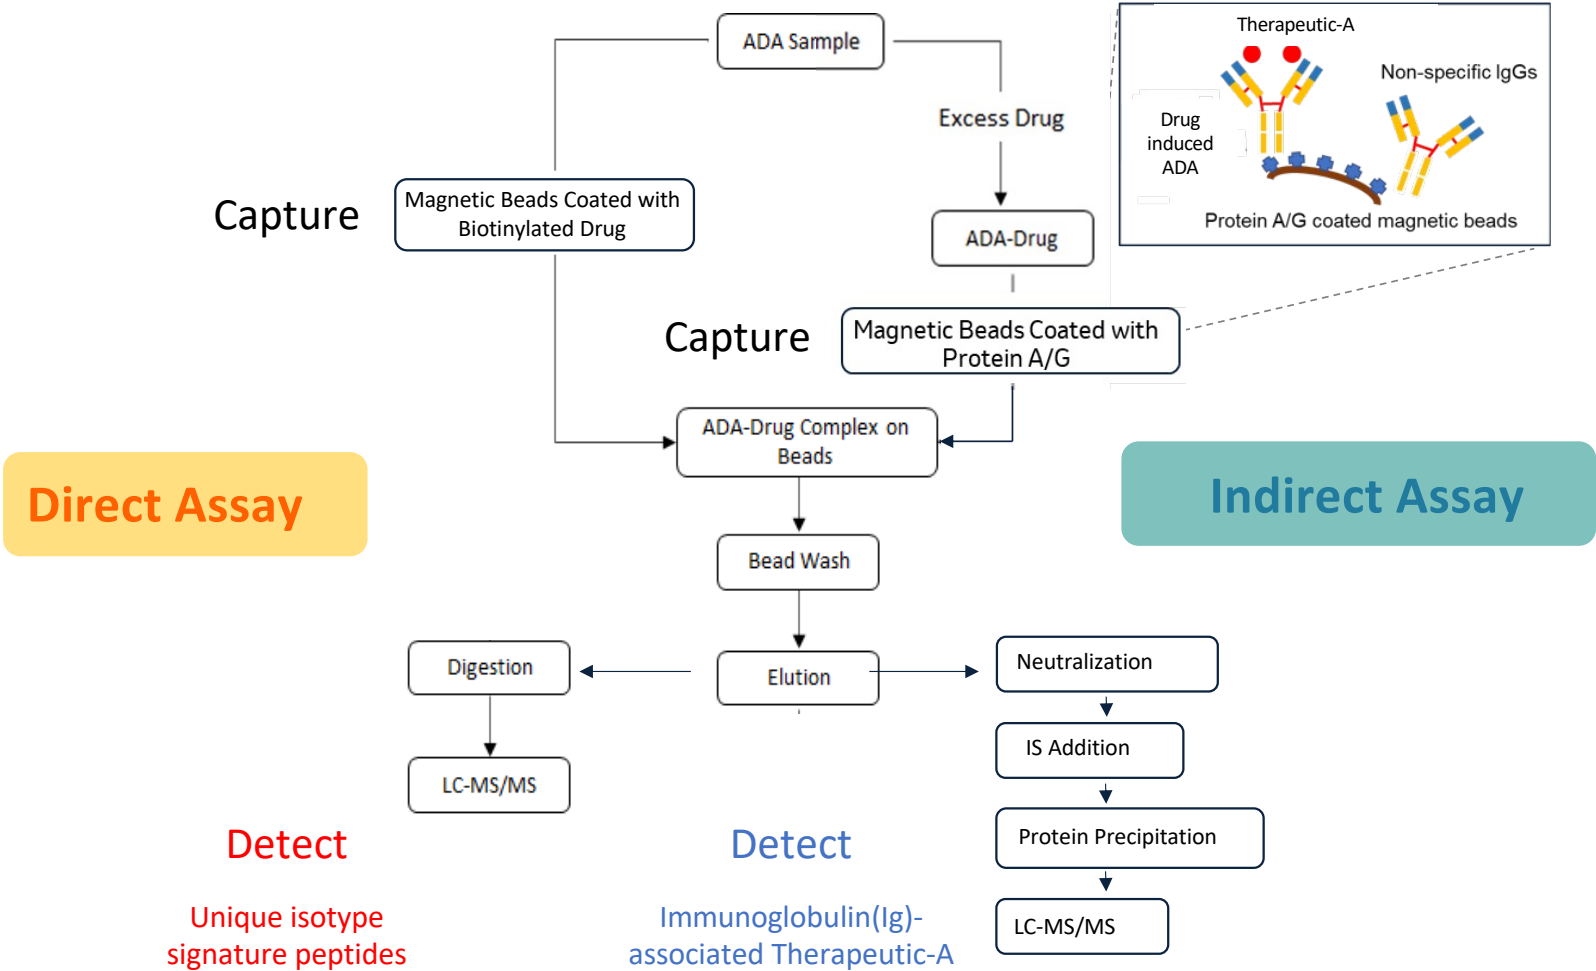 ADA Sample
Therapeutic-A
Non-specific IgGs
Drug
induced
ADA
Protein A/G coated magnetic beads
Excess Drug
Capture
Magnetic Beads Coated with
Biotinylated Drug
ADA-Drug
Capture
Magnetic Beads Coated with
Protein A/G
ADA-Drug Complex on
Beads
Direct Assay
Indirect Assay
Bead Wash
Digestion
Elution
Neutralization
IS Addition
LC-MS/MS
Protein Precipitation
Detect
Detect
Unique isotype
signature peptides
Immunoglobulin(G)-
associated Therapeutic-A
LC-MS/MS